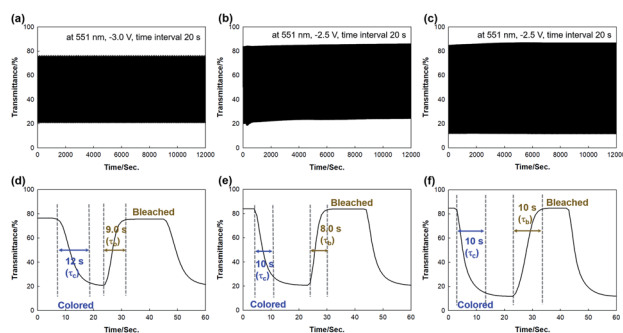 (a)
at 551 nm, -3.0 V, time interval 20 s
Transmittance/%
100
80
60
40
20
0
0 2000 4000 6000 8000 10000 12000
Time/Sec.
(b)
at 551 nm, -2.5 V, time interval 20 s
Transmittance/%
100
80
60
40
20
0
0 2000 4000 6000 8000 10000 12000
Time/Sec.
(c)
at 551 nm, -2.5 V, time interval 20 s
Transmittance/%
100
80
60
40
20
0
0 2000 4000 6000 8000 10000 12000
Time/Sec.
(d)
Transmittance/%
100
80
60
40
20
0
Bleached
9.0 s
(τb)
12 s
(τc)
Colored
0 10 20 30 40 50 60
Time/Sec.
(e)
Transmittance/%
100
80
60
40
20
0
Bleached
8.0 s
(τb)
10 s
(τc)
Colored
0 10 20 30 40 50 60
Time/Sec.
(f)
Transmittance/%
100
80
60
40
20
0
Bleached
10 s
(τb)
10 s
(τc)
Colored
0 10 20 30 40 50 60
Time/Sec.